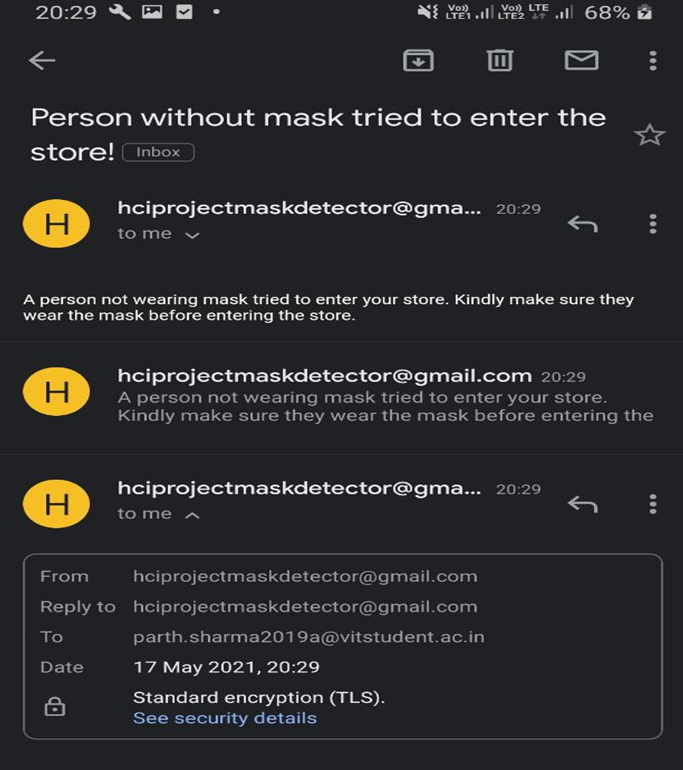 20:29
Vo) LTE1 Vo) LTE2 LTE 68%
Person without mask tried to enter the
store! Inbox
H hciprojectmaskdetector@gma... 20:29
to me
A person not wearing mask tried to enter your store. Kindly make sure they
wear the mask before entering the store.
H hciprojectmaskdetector@gmail.com 20:29
A person not wearing mask tried to enter your store.
Kindly make sure they wear the mask before entering the
H hciprojectmaskdetector@gma... 20:29
to me
From hciprojectmaskdetector@gmail.com
Reply to hciprojectmaskdetector@gmail.com
To parth.sharma2019a@vitstudent.ac.in
Date 17 May 2021, 20:29
Standard encryption (TLS).
See security details